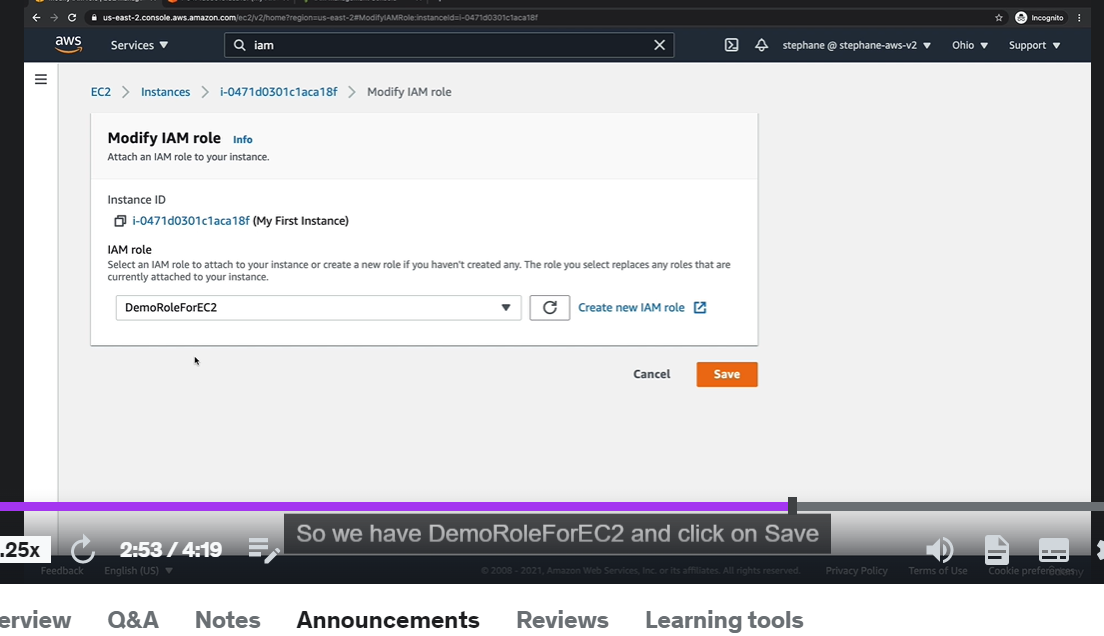 us-east-2.console.aws.amazon.com/ec2/v2/home?region=us-east-2#ModifyIAMRole:instanceId=i-0471d0301c1aca18f
Incognito
aws
Services
iam
stephane @ stephane-aws-v2
Ohio
Support
EC2 > Instances > i-0471d0301c1aca18f > Modify IAM role
Modify IAM role Info
Attach an IAM role to your instance.
Instance ID
i-0471d0301c1aca18f (My First Instance)
IAM role
Select an IAM role to attach to your instance or create a new role if you haven't created any. The role you select replaces any roles that are
currently attached to your instance.
DemoRoleForEC2
Create new IAM role
Cancel
Save
So we have DemoRoleForEC2 and click on Save
.25x
2:53 / 4:19
Feedback
English (US)
© 2008 - 2021, Amazon Web Services, Inc. or its affiliates. All rights reserved.
Privacy Policy
Terms of Use
Cookie preferences
erview
Q&A
Notes
Announcements
Reviews
Learning tools